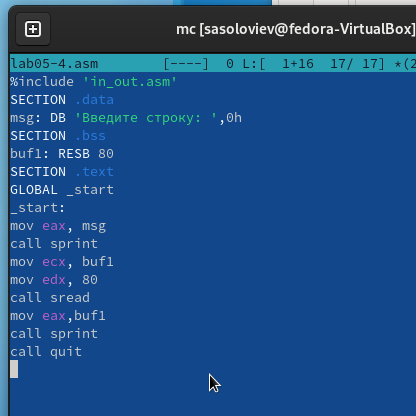 mc [sasoloviev@fedora-VirtualBox]
lab05-4.asm [----] 0 L:[ 1+16 17/ 17] *(2
%include 'in_out.asm'
SECTION .data
msg: DB 'Введите строку: ',0h
SECTION .bss
buf1: RESB 80
SECTION .text
GLOBAL _start
_start:
mov eax, msg
call sprint
mov ecx, buf1
mov edx, 80
call sread
mov eax,buf1
call sprint
call quit